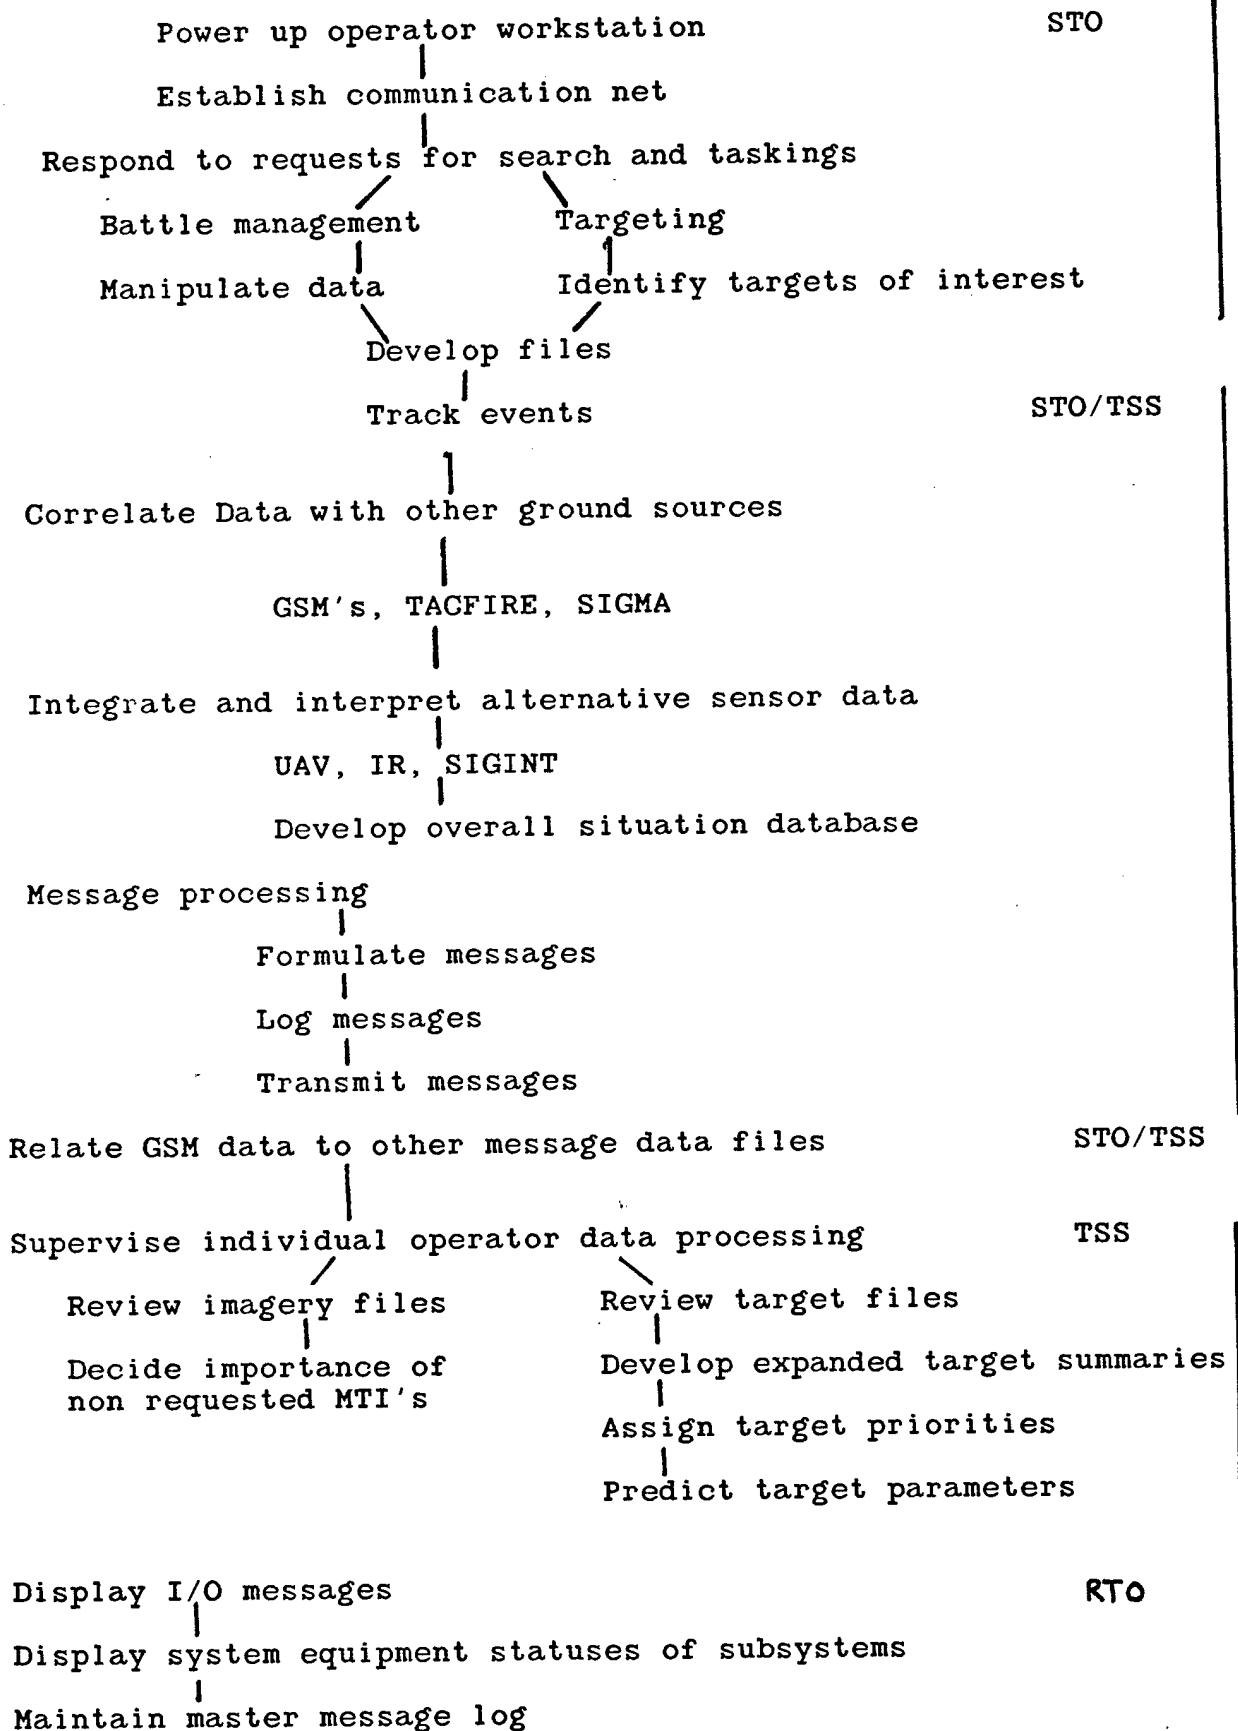 Power up operator workstation STO
Establish communication net
Respond to requests for search and taskings
Battle management Targeting
Manipulate data Identify targets of interest
Develop files
Track events STO/TSS
Correlate Data with other ground sources
GSM's, TACFIRE, SIGMA
Integrate and interpret alternative sensor data
UAV, IR, SIGINT
Develop overall situation database
Message processing
Formulate messages
Log messages
Transmit messages
Relate GSM data to other message data files STO/TSS
Supervise individual operator data processing TSS
Review imagery files Review target files
Decide importance of Develop expanded target summaries
non requested MTI's
Assign target priorities
Predict target parameters
Display I/O messages RTO
Display system equipment statuses of subsystems
Maintain master message log